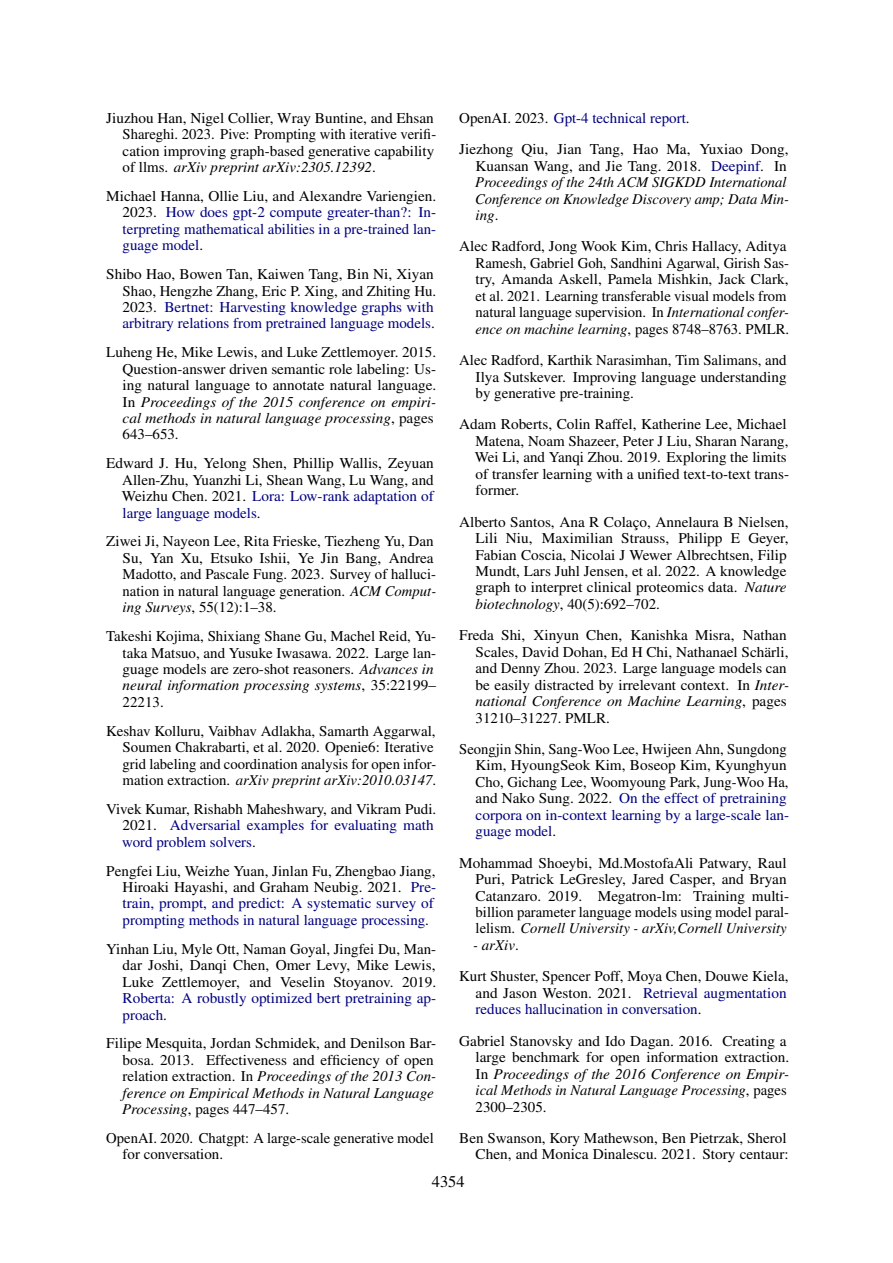 Jiuzhou Han, Nigel Collier, Wray Buntine, and Ehsan
Shareghi. 2023. Pive: Prompting with iterative verifi-
cation improving graph-based generative capability
of llms. arXiv preprint arXiv:2305.12392.
Michael Hanna, Ollie Liu, and Alexandre Variengien.
2023. How does gpt-2 compute greater-than?: In-
terpreting mathematical abilities in a pre-trained lan-
guage model.
Shibo Hao, Bowen Tan, Kaiwen Tang, Bin Ni, Xiyan
Shao, Hengzhe Zhang, Eric P. Xing, and Zhiting Hu.
2023. Bertnet: Harvesting knowledge graphs with
arbitrary relations from pretrained language models.
Luheng He, Mike Lewis, and Luke Zettlemoyer. 2015.
Question-answer driven semantic role labeling: Us-
ing natural language to annotate natural language.
In Proceedings of the 2015 conference on empiri-
cal methods in natural language processing, pages
643–653.
Edward J. Hu, Yelong Shen, Phillip Wallis, Zeyuan
Allen-Zhu, Yuanzhi Li, Shean Wang, Lu Wang, and
Weizhu Chen. 2021. Lora: Low-rank adaptation of
large language models.
Ziwei Ji, Nayeon Lee, Rita Frieske, Tiezheng Yu, Dan
Su, Yan Xu, Etsuko Ishii, Ye Jin Bang, Andrea
Madotto, and Pascale Fung. 2023. Survey of halluci-
nation in natural language generation. ACM Comput-
ing Surveys, 55(12):1–38.
Takeshi Kojima, Shixiang Shane Gu, Machel Reid, Yu-
taka Matsuo, and Yusuke Iwasawa. 2022. Large lan-
guage models are zero-shot reasoners. Advances in
neural information processing systems, 35:22199–
22213.
Keshav Kolluru, Vaibhav Adlakha, Samarth Aggarwal,
Soumen Chakrabarti, et al. 2020. Openie6: Iterative
grid labeling and coordination analysis for open infor-
mation extraction. arXiv preprint arXiv:2010.03147.
Vivek Kumar, Rishabh Maheshwary, and Vikram Pudi.
2021. Adversarial examples for evaluating math
word problem solvers.
Pengfei Liu, Weizhe Yuan, Jinlan Fu, Zhengbao Jiang,
Hiroaki Hayashi, and Graham Neubig. 2021. Pre-
train, prompt, and predict: A systematic survey of
prompting methods in natural language processing.
Yinhan Liu, Myle Ott, Naman Goyal, Jingfei Du, Man-
dar Joshi, Danqi Chen, Omer Levy, Mike Lewis,
Luke Zettlemoyer, and Veselin Stoyanov. 2019.
Roberta: A robustly optimized bert pretraining ap-
proach.
Filipe Mesquita, Jordan Schmidek, and Denilson Bar-
bosa. 2013. Effectiveness and efficiency of open
relation extraction. In Proceedings of the 2013 Con-
ference on Empirical Methods in Natural Language
Processing, pages 447–457.
OpenAI. 2020. Chatgpt: A large-scale generative model
for conversation.
OpenAI. 2023. Gpt-4 technical report.
Jiezhong Qiu, Jian Tang, Hao Ma, Yuxiao Dong,
Kuansan Wang, and Jie Tang. 2018. Deepinf. In
Proceedings of the 24th ACM SIGKDD International
Conference on Knowledge Discovery amp; Data Min-
ing.
Alec Radford, Jong Wook Kim, Chris Hallacy, Aditya
Ramesh, Gabriel Goh, Sandhini Agarwal, Girish Sas-
try, Amanda Askell, Pamela Mishkin, Jack Clark,
et al. 2021. Learning transferable visual models from
natural language supervision. In International confer-
ence on machine learning, pages 8748–8763. PMLR.
Alec Radford, Karthik Narasimhan, Tim Salimans, and
Ilya Sutskever. Improving language understanding
by generative pre-training.
Adam Roberts, Colin Raffel, Katherine Lee, Michael
Matena, Noam Shazeer, Peter J Liu, Sharan Narang,
Wei Li, and Yanqi Zhou. 2019. Exploring the limits
of transfer learning with a unified text-to-text trans-
former.
Alberto Santos, Ana R Colaço, Annelaura B Nielsen,
Lili Niu, Maximilian Strauss, Philipp E Geyer,
Fabian Coscia, Nicolai J Wewer Albrechtsen, Filip
Mundt, Lars Juhl Jensen, et al. 2022. A knowledge
graph to interpret clinical proteomics data. Nature
biotechnology, 40(5):692–702.
Freda Shi, Xinyun Chen, Kanishka Misra, Nathan
Scales, David Dohan, Ed H Chi, Nathanael Schärli,
and Denny Zhou. 2023. Large language models can
be easily distracted by irrelevant context. In Inter-
national Conference on Machine Learning, pages
31210–31227. PMLR.
Seongjin Shin, Sang-Woo Lee, Hwijeen Ahn, Sungdong
Kim, HyoungSeok Kim, Boseop Kim, Kyunghyun
Cho, Gichang Lee, Woomyoung Park, Jung-Woo Ha,
and Nako Sung. 2022. On the effect of pretraining
corpora on in-context learning by a large-scale lan-
guage model.
Mohammad Shoeybi, Md.MostofaAli Patwary, Raul
Puri, Patrick LeGresley, Jared Casper, and Bryan
Catanzaro. 2019. Megatron-lm: Training multi-
billion parameter language models using model paral-
lelism. Cornell University - arXiv,Cornell University
- arXiv.
Kurt Shuster, Spencer Poff, Moya Chen, Douwe Kiela,
and Jason Weston. 2021. Retrieval augmentation
reduces hallucination in conversation.
Gabriel Stanovsky and Ido Dagan. 2016. Creating a
large benchmark for open information extraction.
In Proceedings of the 2016 Conference on Empir-
ical Methods in Natural Language Processing, pages
2300–2305.
Ben Swanson, Kory Mathewson, Ben Pietrzak, Sherol
Chen, and Monica Dinalescu. 2021. Story centaur:
4354